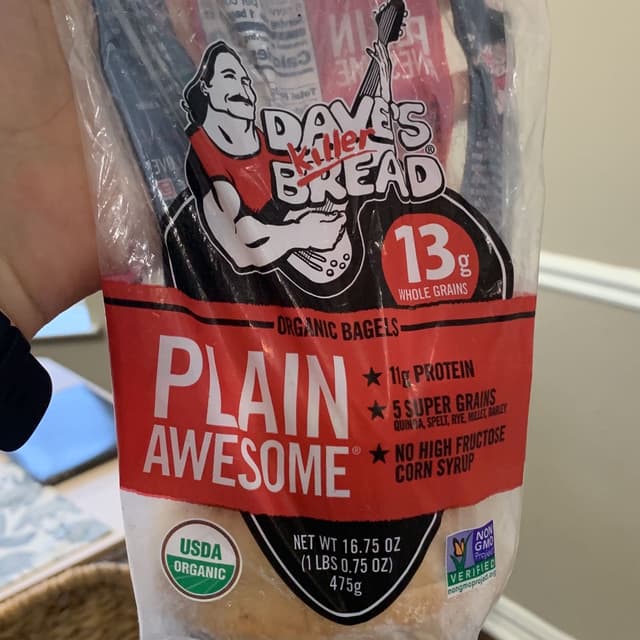 DAVE'S
Killer
BREAD®
13g
WHOLE GRAINS
ORGANIC BAGELS
PLAIN
AWESOME®
★ 11g PROTEIN
★ 5 SUPER GRAINS
QUINOA, SPELT, RYE, MILLET, BARLEY
★ NO HIGH FRUCTOSE
CORN SYRUP
USDA
ORGANIC
NET WT 16.75 OZ
(1 LBS 0.75 OZ)
475g
NON
GMO
Project
VERIFIED
nongmoproject.org